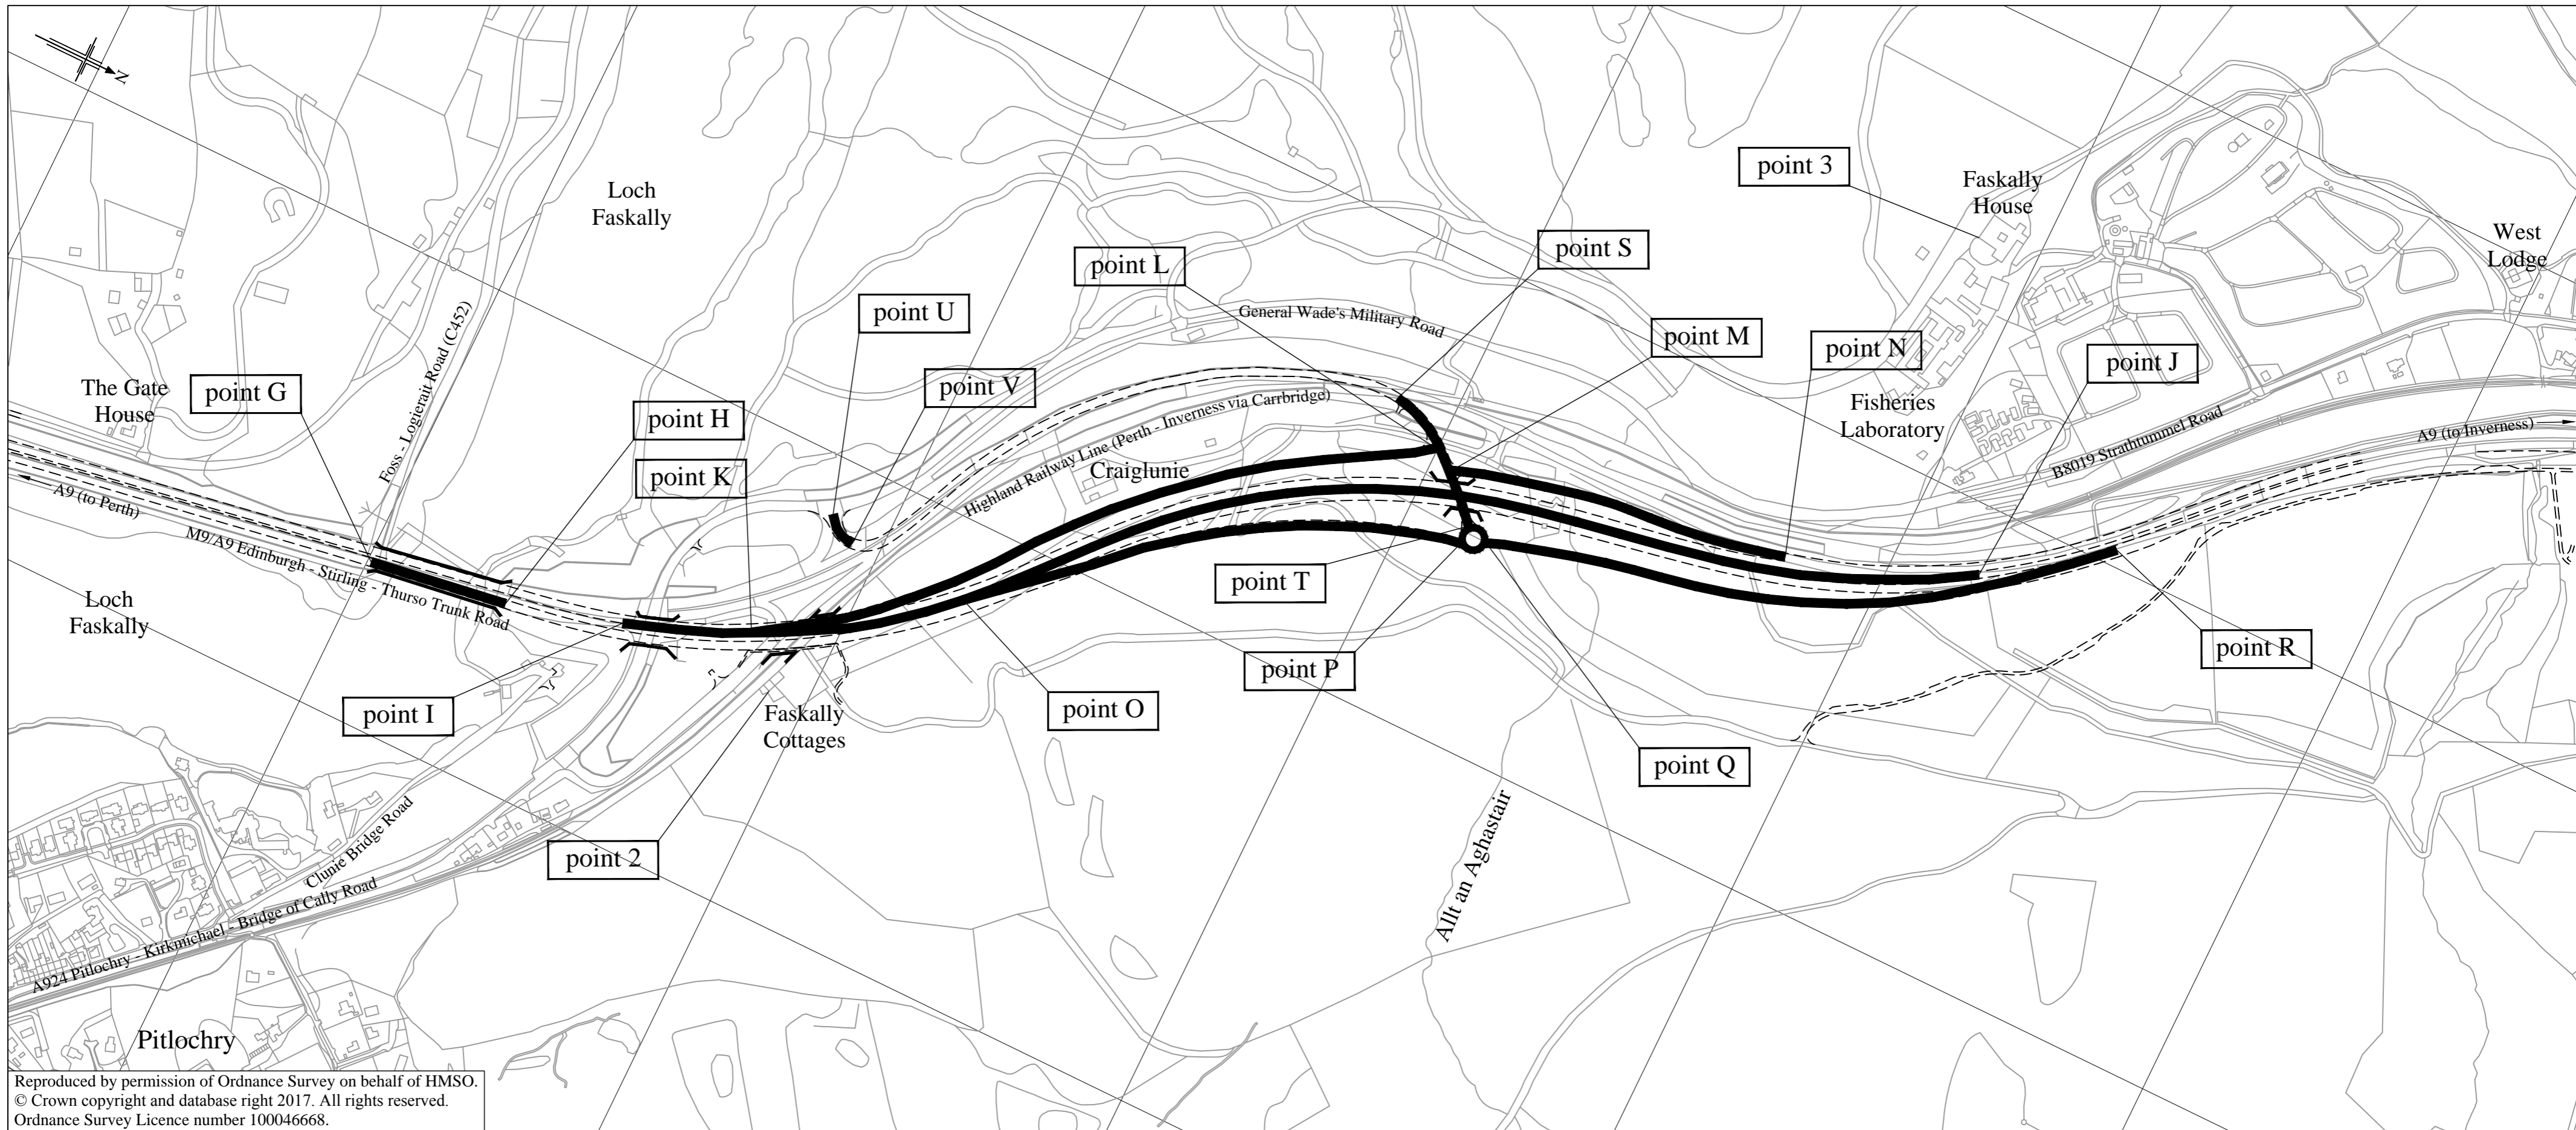 N
point 3
Faskally
House
Loch
Faskally
West
Lodge
point S
point L
point U
General Wade's Military Road
point M
point N
point J
The Gate
House
point G
Foss - Logierait Road (C452)
point V
point H
Highland Railway Line (Perth - Inverness via Carrbridge)
Fisheries
Laboratory
B8019 Strathtummel Road
A9 (to Inverness)
point K
Craiglunie
A9 (to Perth)
M9/A9 Edinburgh - Stirling - Thurso Trunk Road
point T
Loch
Faskally
point R
point P
point I
point O
Faskally
Cottages
point Q
point 2
Clunie Bridge Road
Allt an Aghastair
A924 Pitlochry - Kirkmichael - Bridge of Cally Road
Pitlochry
Reproduced by permission of Ordnance Survey on behalf of HMSO.
© Crown copyright and database right 2017. All rights reserved.
Ordnance Survey Licence number 100046668.